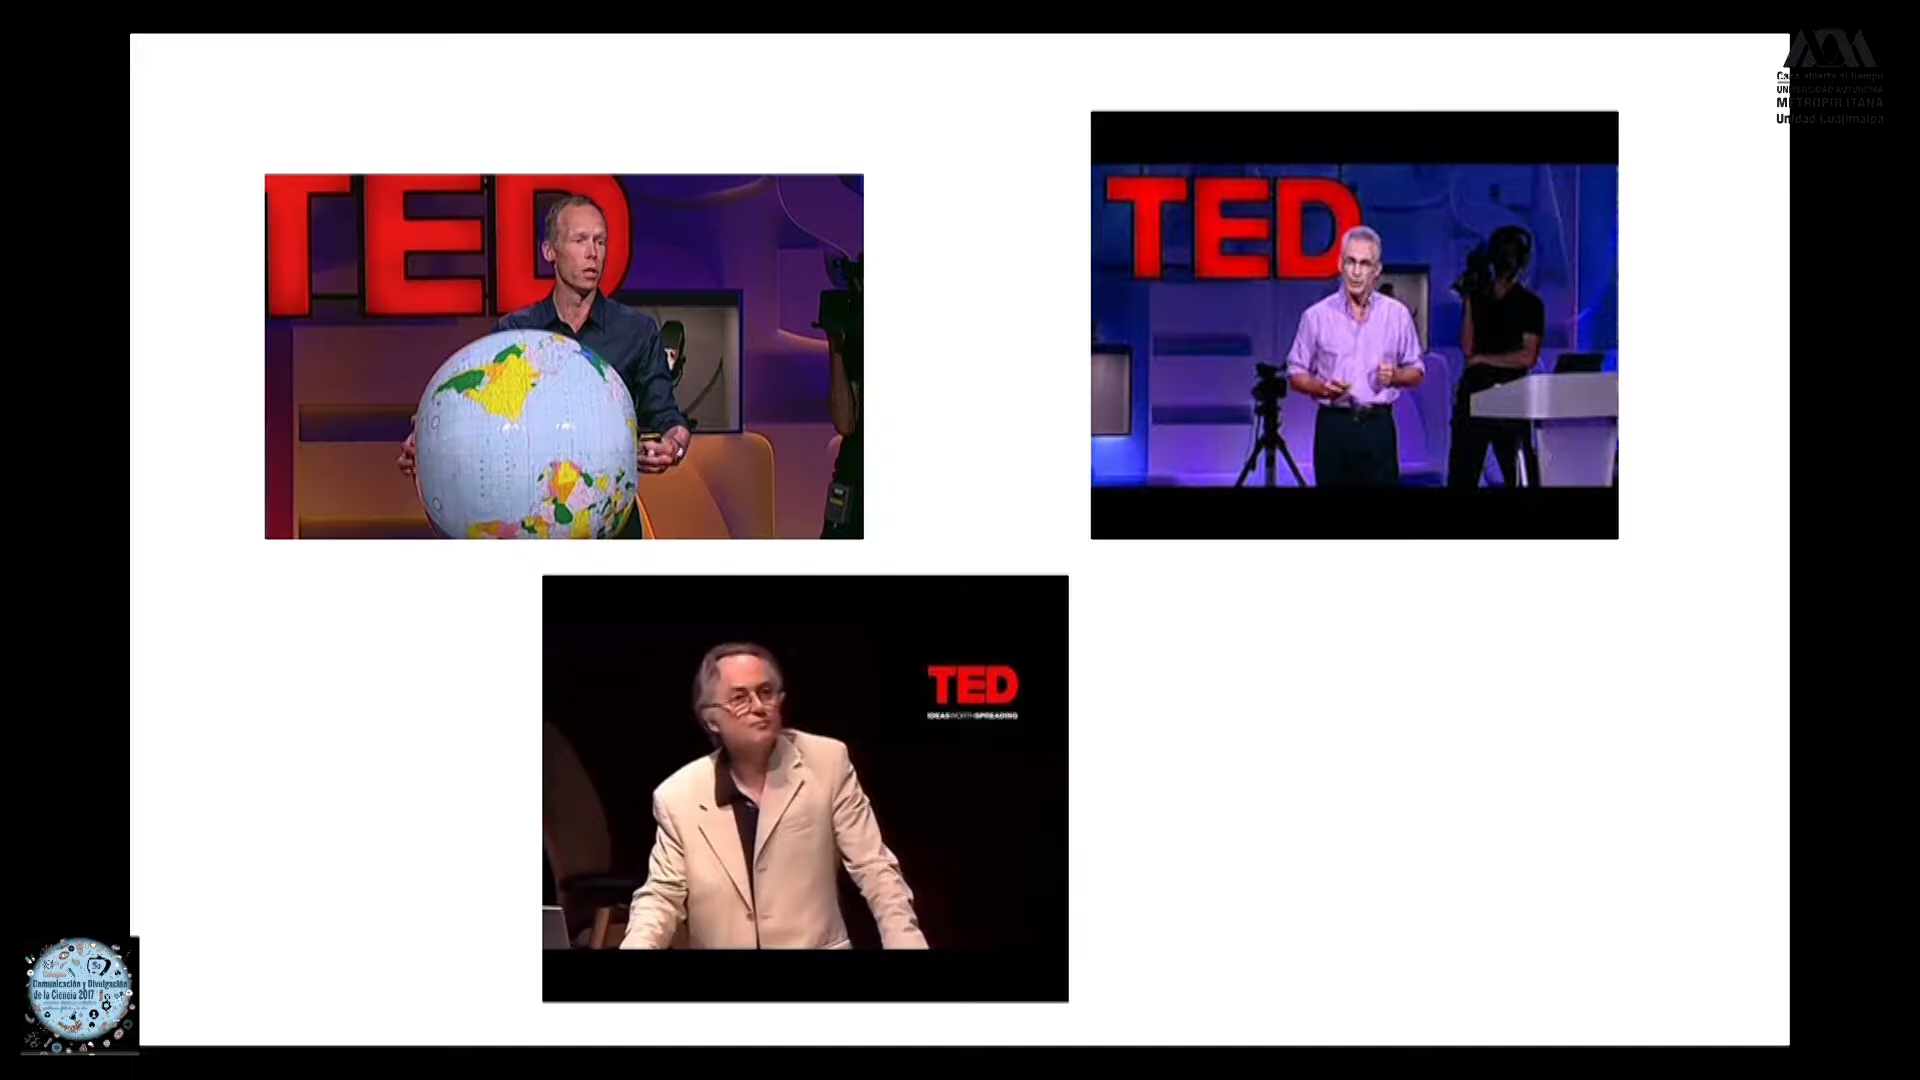 Casa abierta al tiempo
UNIVERSIDAD AUTÓNOMA
METROPOLITANA
Unidad Cuajimalpa
TED
TED
TED
IDEAS WORTH SPREADING
Coloquio
Comunicación y Divulgación
de la Ciencia 2017